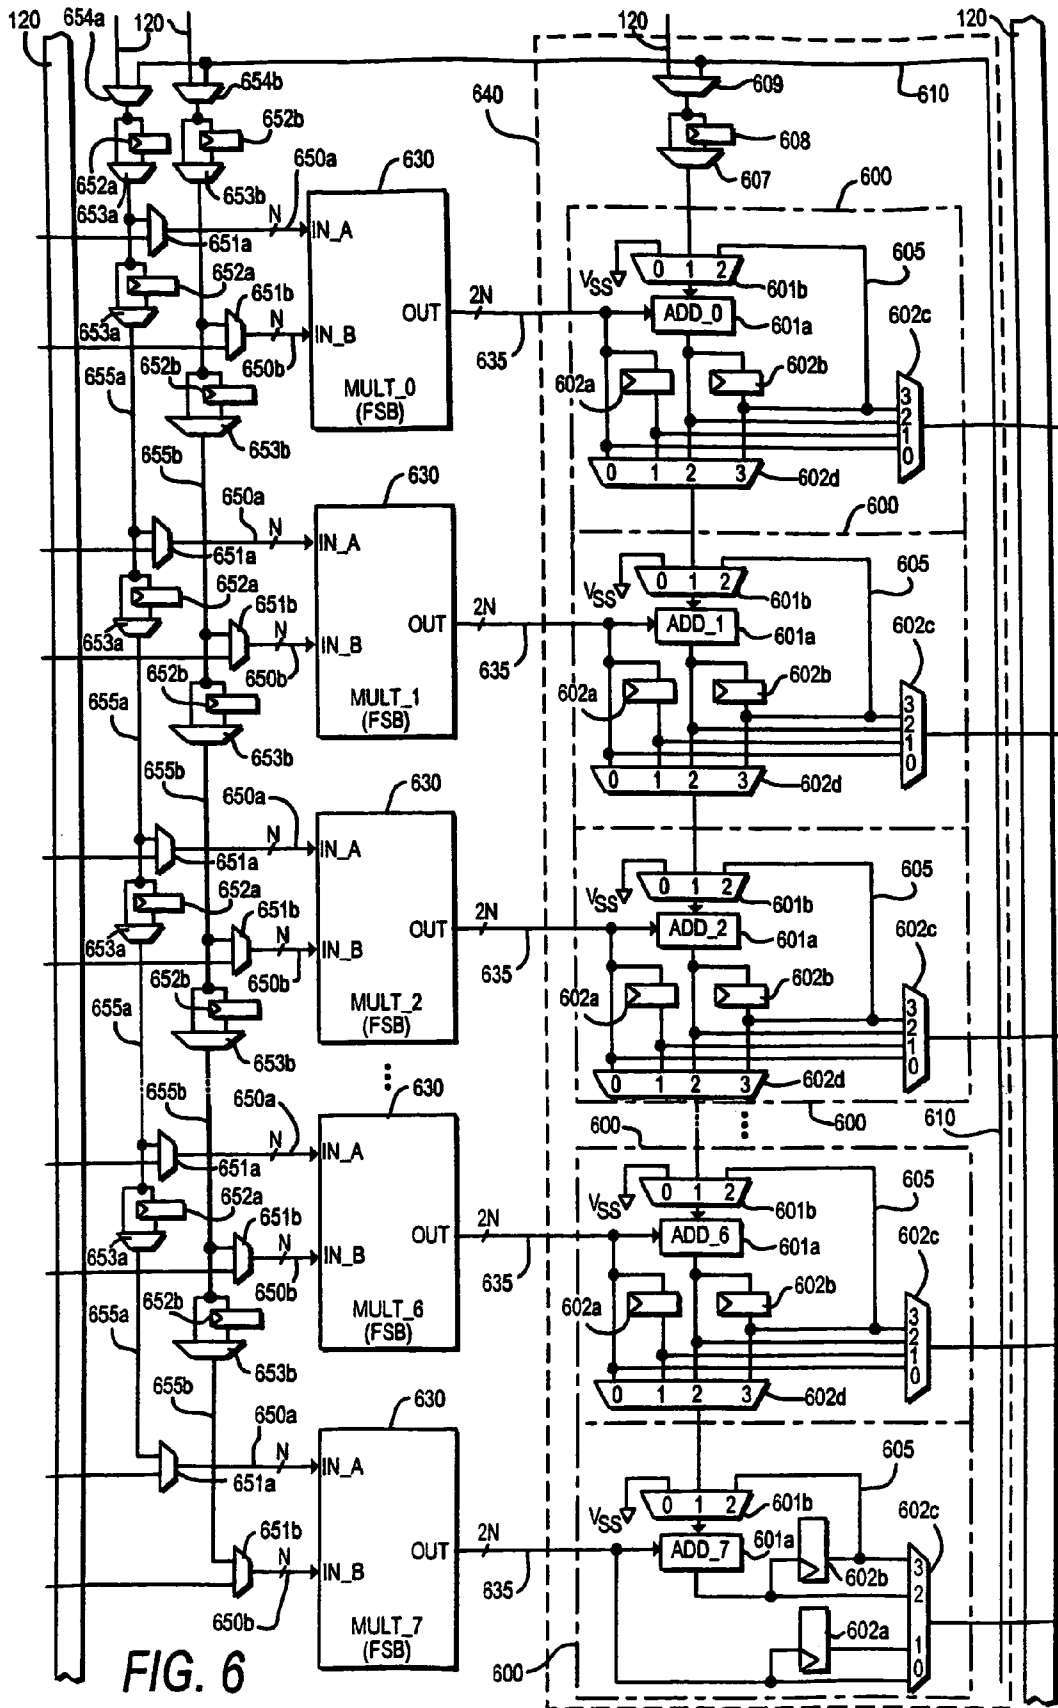 120 654a 120 120 120
654b 609 610
640
652b 650a 630 608
652a 653b 607
653a N 600
IN_A
651a
652a 651b VSS 0 1 2 605
653a N IN_B OUT 2N ADD_0 601b 602c
635 601a
655a 652b 650b MULT_0 602a 602b 3
(FSB) 2
1
653b 0
655b 0 1 2 3 602d
650a 630 600
N IN_A
651a VSS 0 1 2 605
652a 651b 601b
653a N IN_B OUT 2N ADD_1 601a 602c
635
655a 652b 650b MULT_1 602a 602b 3
(FSB) 2
1
653b 0
655b 0 1 2 3 602d
650a 630
N IN_A
651a VSS 0 1 2 605
652a 651b 601b
653a N IN_B OUT 2N ADD_2 601a 602c
635
655a 652b 650b MULT_2 602a 602b 3
(FSB) 2
1
653b 0
0 1 2 3 602d
655b 650a 630 600 600 610
N IN_A
651a VSS 0 1 2 605
652a 651b 601b
653a N IN_B OUT 2N ADD_6 601a 602c
635
655a 652b 650b MULT_6 602a 602b 3
(FSB) 2
1
653b 0
655b 0 1 2 3 602d
650a 630
N IN_A
651a VSS 0 1 2 605
651b 601b 602c
N IN_B OUT 2N ADD_7 601a
635 602b 3
2
650b MULT_7 602a
(FSB) 1
600 0
FIG. 6